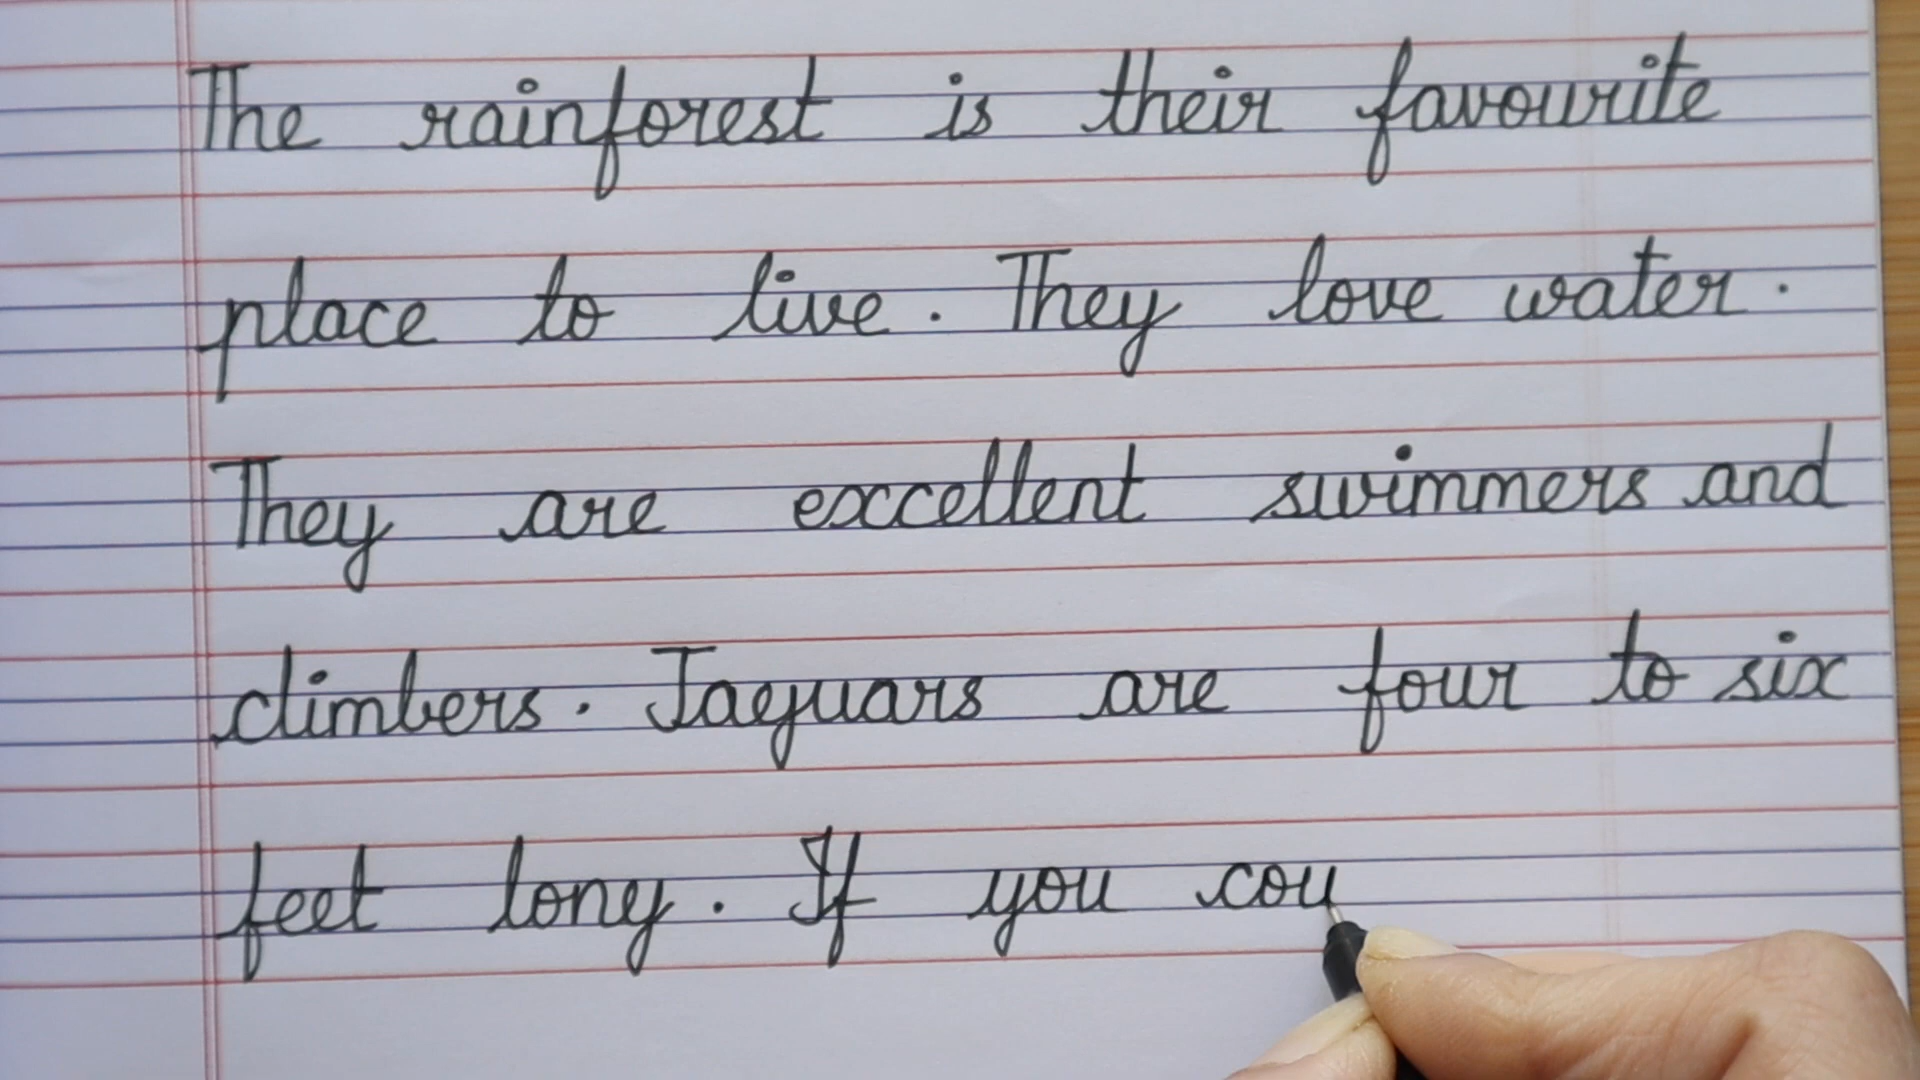 The rainforest is their favourite
place to live. They love water.
They are excellent swimmers and
climbers. Jaguars are four to six
feet long. If you cou